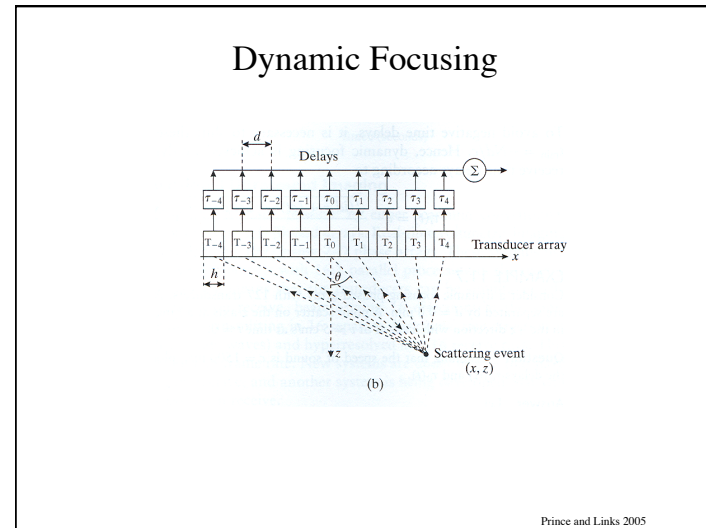 Dynamic Focusing
d
Delays
Σ
τ₋₄ τ₋₃ τ₋₂ τ₋₁ τ₀ τ₁ τ₂ τ₃ τ₄
T₋₄ T₋₃ T₋₂ T₋₁ T₀ T₁ T₂ T₃ T₄ Transducer array
x
h
θ
z
Scattering event
(x, z)
(b)
Prince and Links 2005